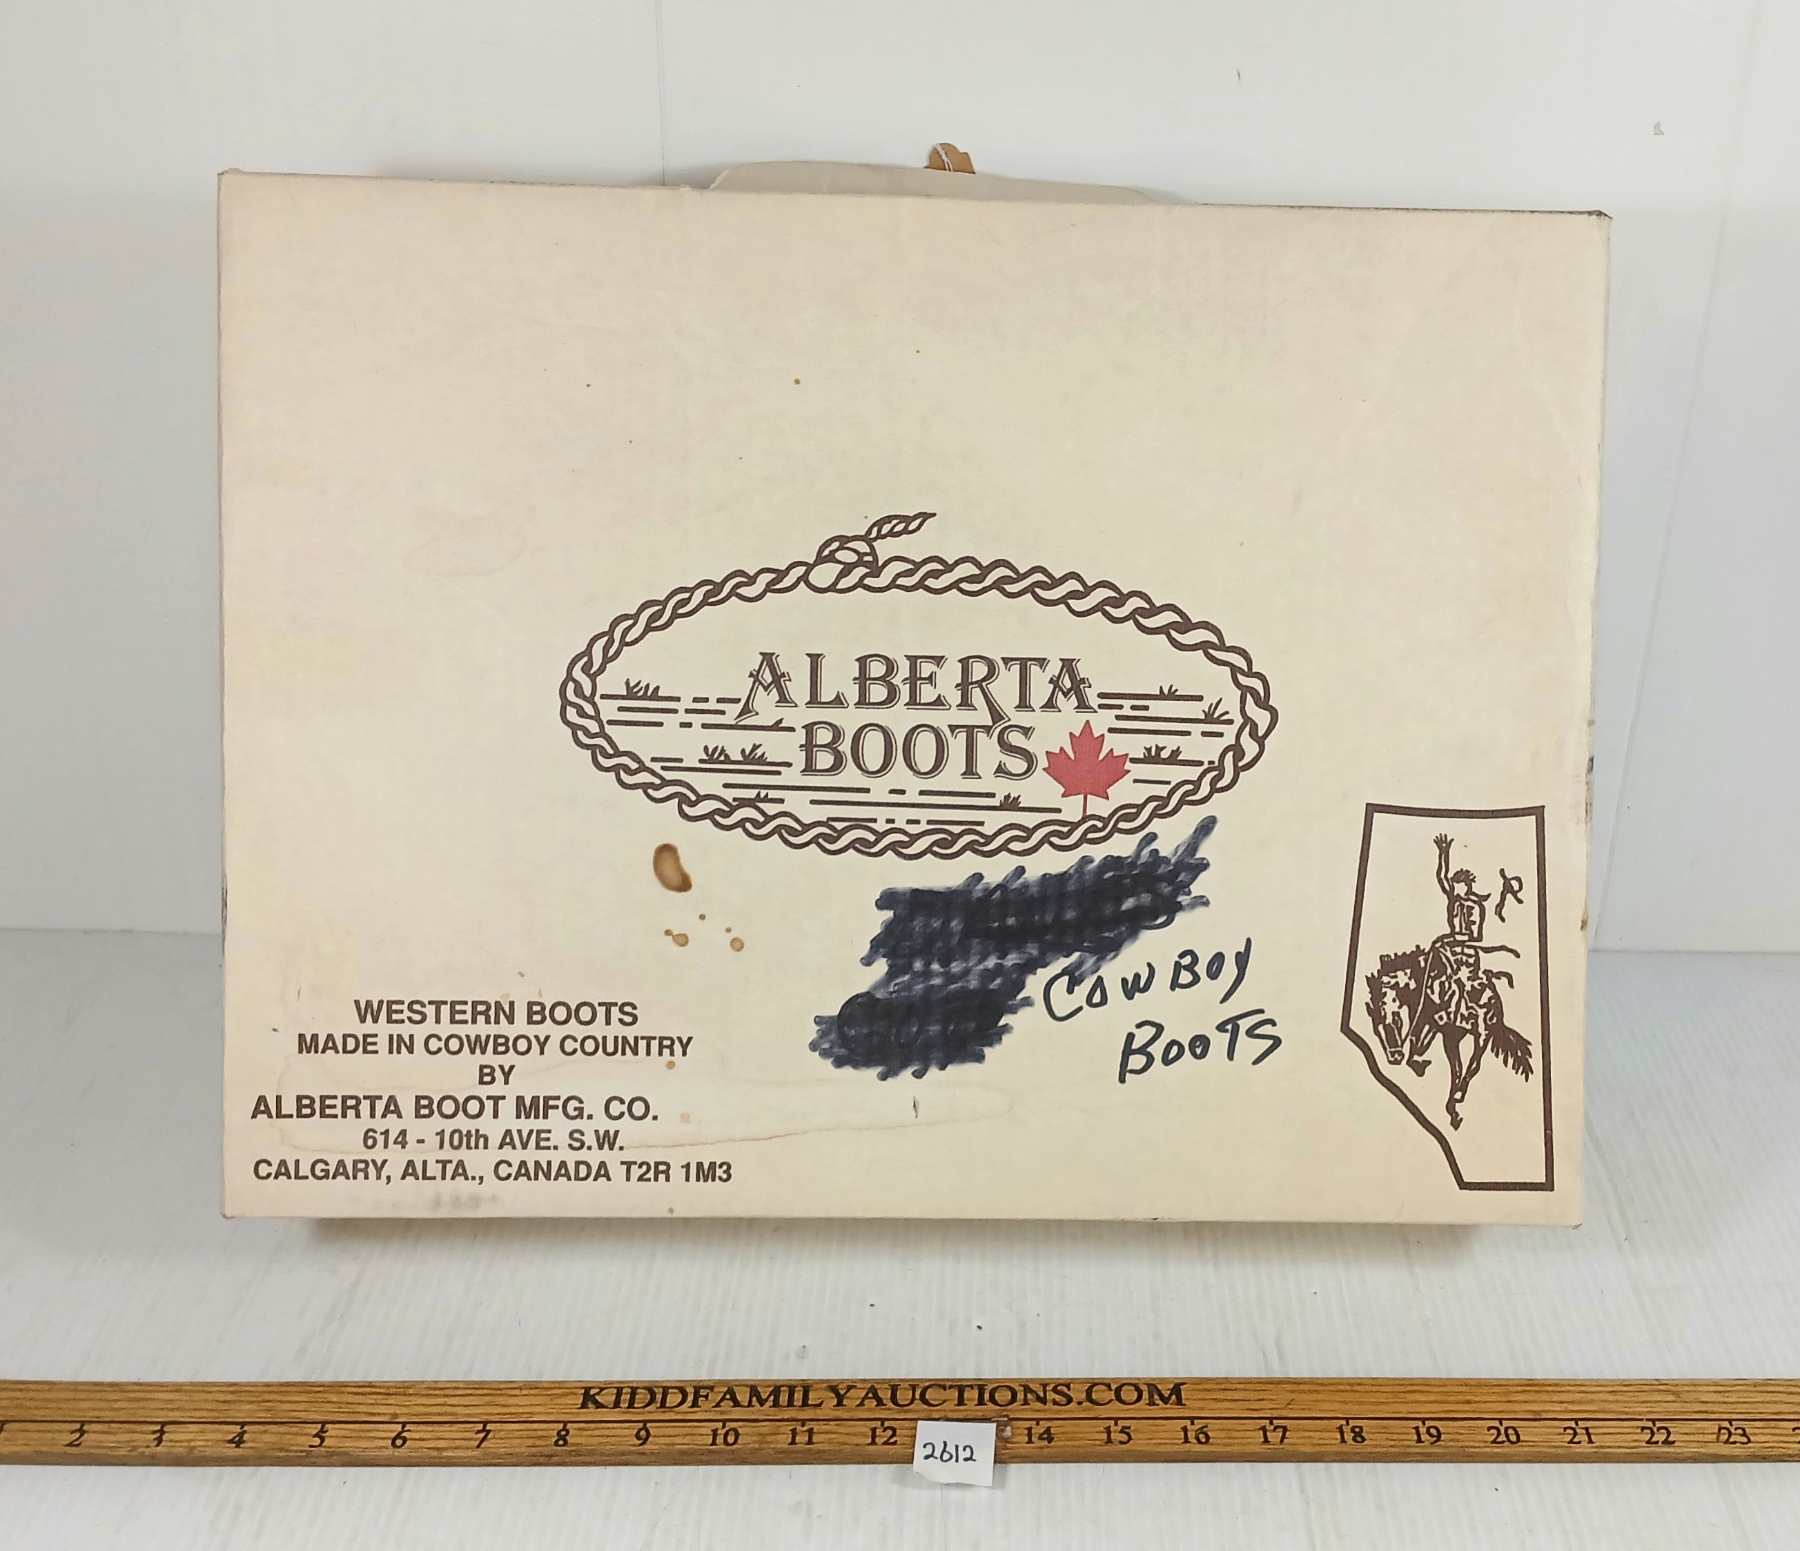 ALBERTA
BOOTS
COWBOY
BOOTS
WESTERN BOOTS
MADE IN COWBOY COUNTRY
BY
ALBERTA BOOT MFG. CO.
614 - 10th AVE. S.W.
CALGARY, ALTA., CANADA T2R 1M3
KIDDFAMILYAUCTIONS.COM
2 3 4 5 6 7 8 9 10 11 12 14 15 16 17 18 19 20 21 22 23
2612